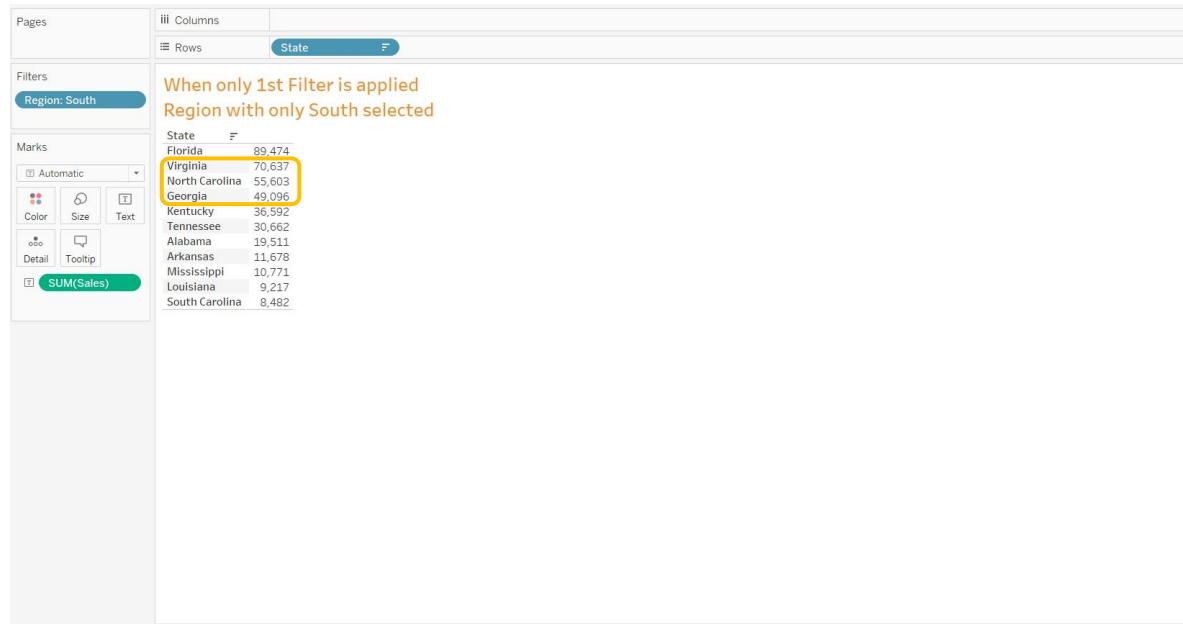 Pages
Columns
Rows
State
Filters
Region: South
Marks
Automatic
Color
Size
Text
Detail
Tooltip
SUM(Sales)
When only 1st Filter is applied
Region with only South selected
State
Florida 89,474
Virginia 70,637
North Carolina 55,603
Georgia 49,096
Kentucky 36,592
Tennessee 30,662
Alabama 19,511
Arkansas 11,678
Mississippi 10,771
Louisiana 9,217
South Carolina 8,482